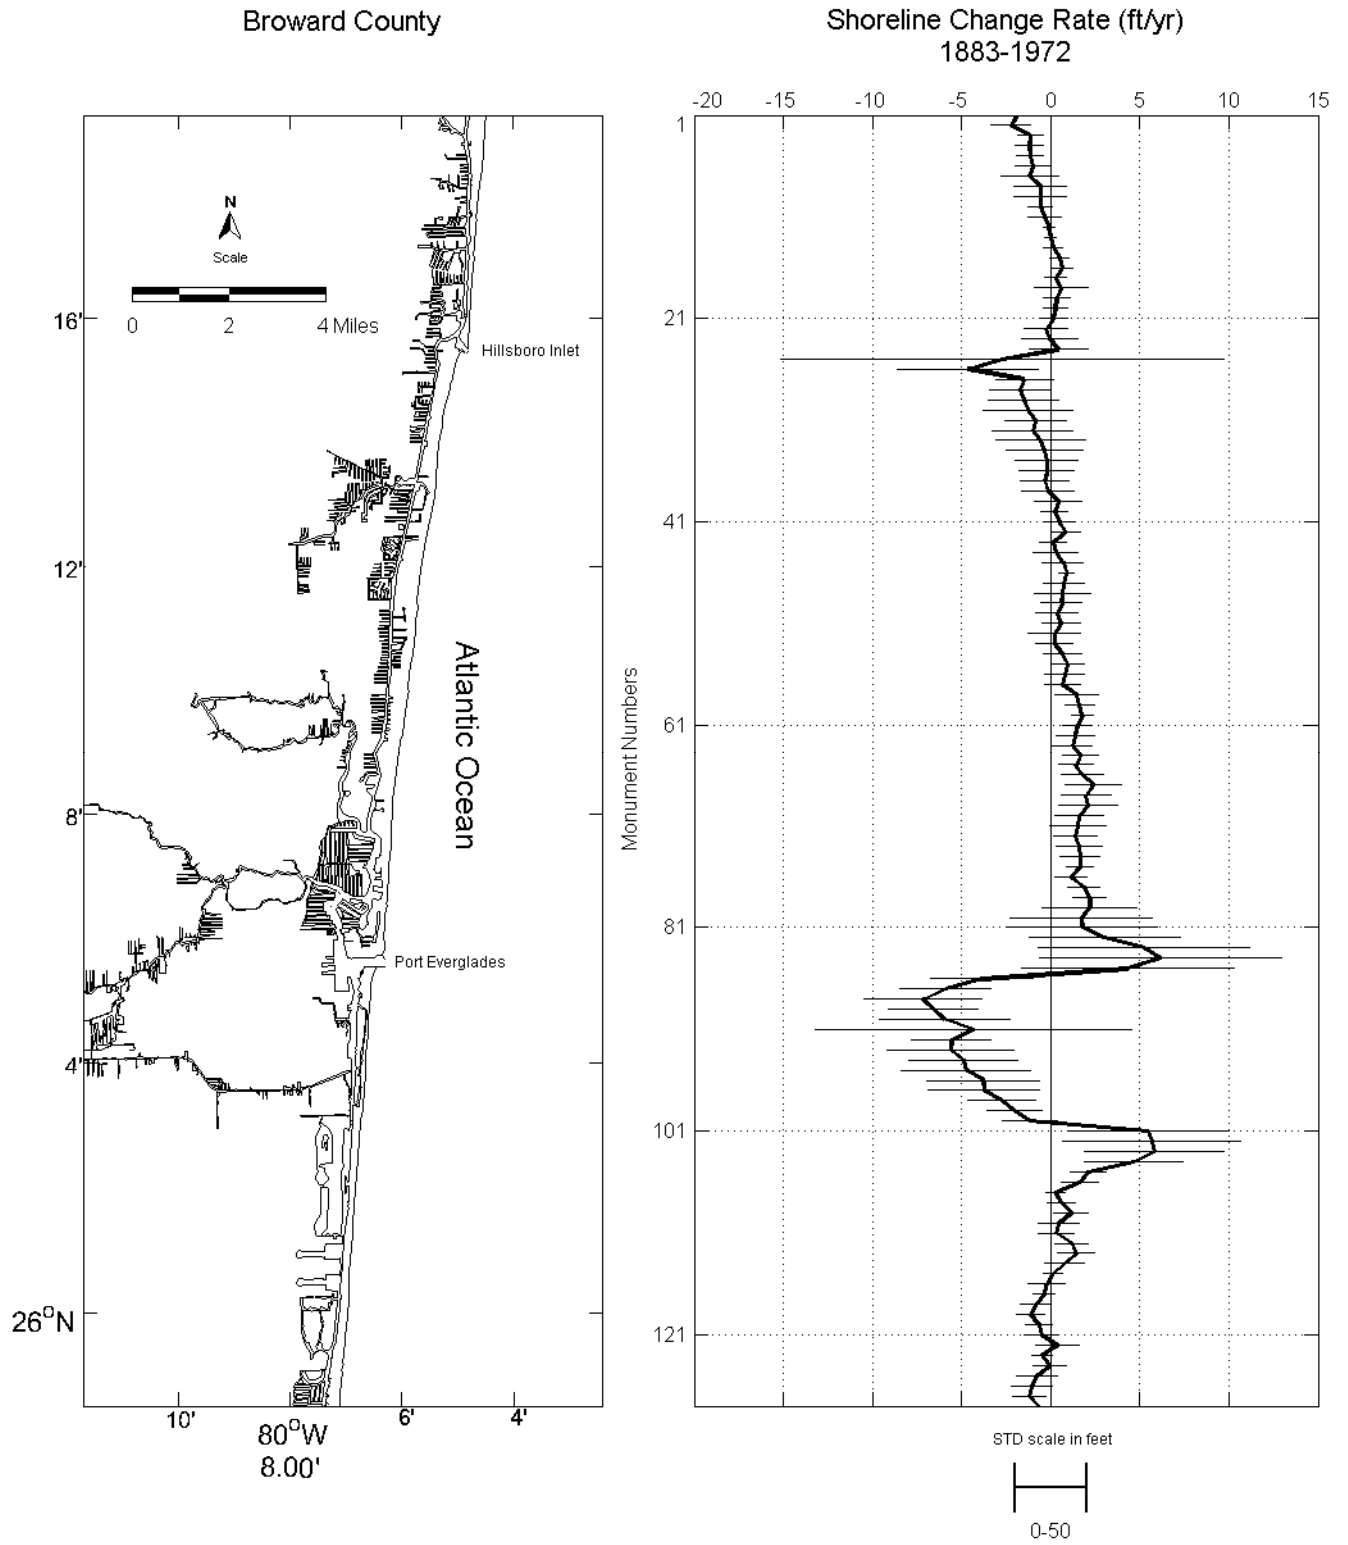 Broward County
Shoreline Change Rate (ft/yr)
1883-1972
-20 -15 -10 -5 0 5 10 15
1
N
Scale
0 2 4 Miles
16'
21
Hillsboro Inlet
41
12'
Atlantic Ocean
Monument Numbers
61
8'
81
Port Everglades
4'
101
26°N
121
10' 6' 4'
80°W
8.00'
STD scale in feet
0-50